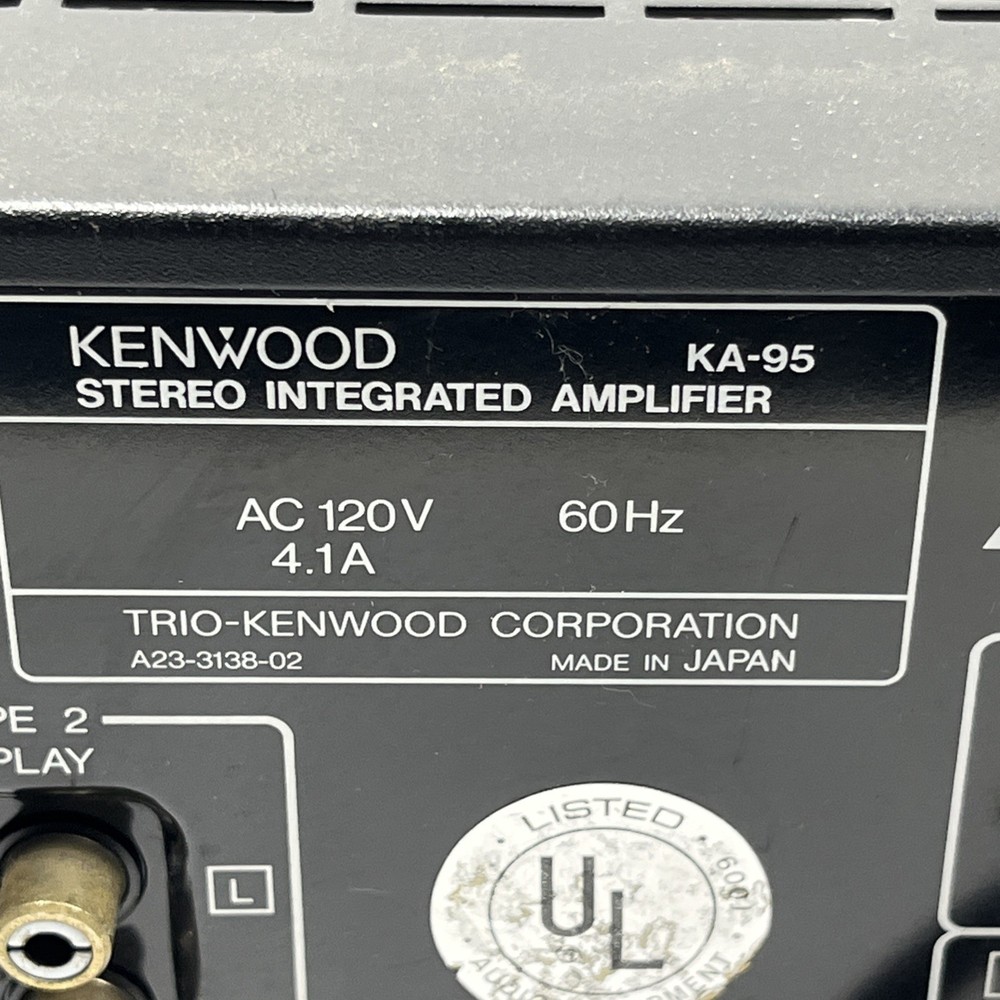 KENWOOD KA-95
STEREO INTEGRATED AMPLIFIER
AC 120V 60Hz
4.1A
TRIO-KENWOOD CORPORATION
A23-3138-02 MADE IN JAPAN
PE 2
PLAY
L
LISTED
UL